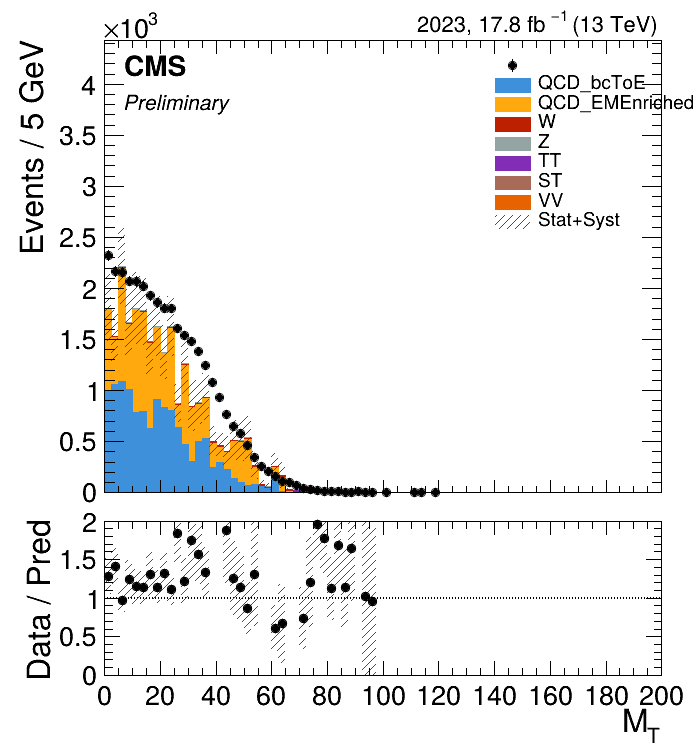 ×10³
2023, 17.8 fb⁻¹ (13 TeV)
Events / 5 GeV
CMS
Preliminary
QCD_bcToE
QCD_EMEnriched
W
Z
TT
ST
VV
Stat+Syst
4
3.5
3
2.5
2
1.5
1
0.5
0
Data / Pred
2
1.5
1
0.5
0
0 20 40 60 80 100 120 140 160 180 200
M_T